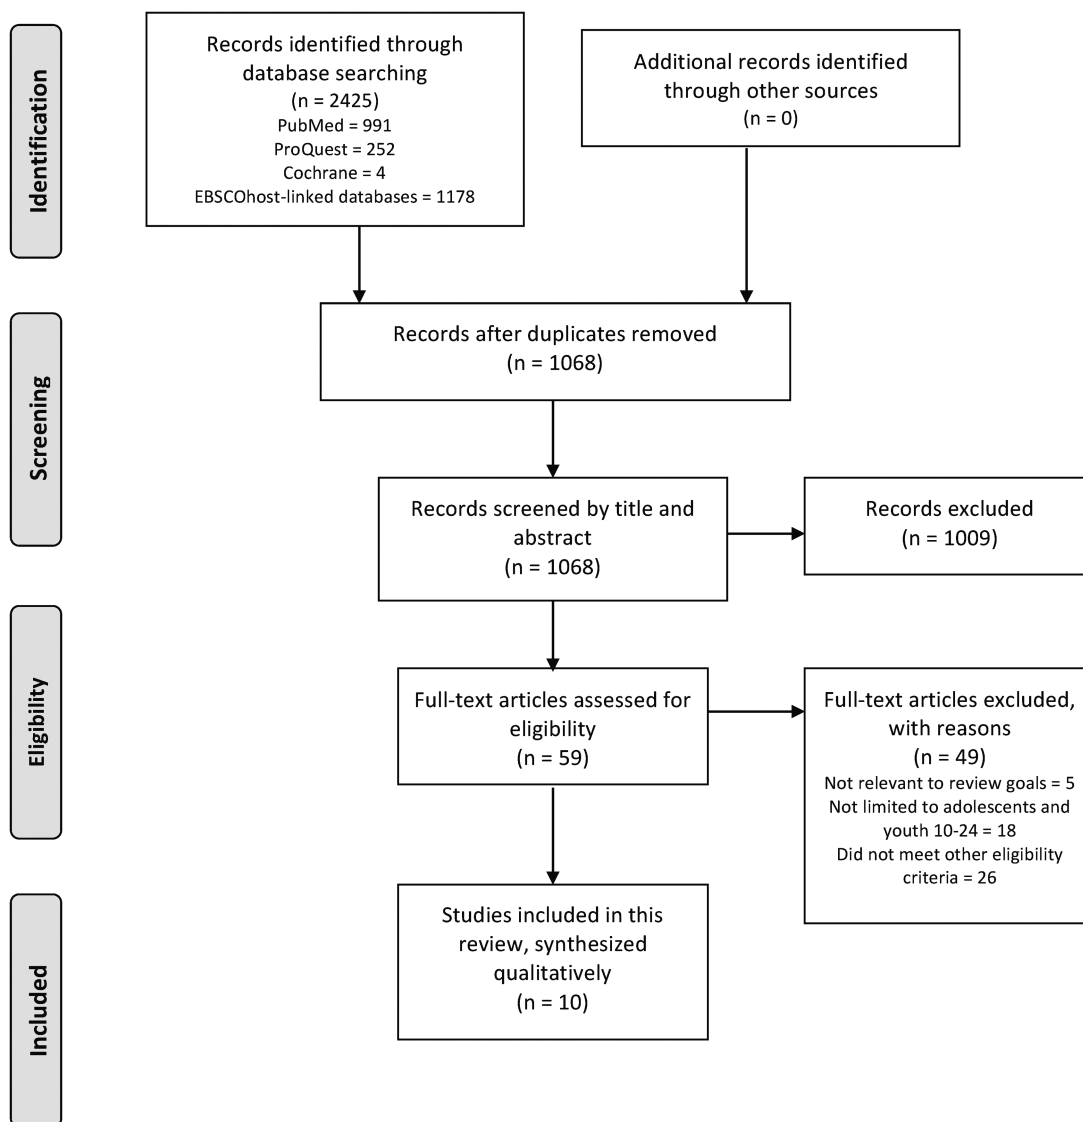 Identification
Records identified through
database searching
(n = 2425)
PubMed = 991
ProQuest = 252
Cochrane = 4
EBSCOhost-linked databases = 1178
Additional records identified
through other sources
(n = 0)
Screening
Records after duplicates removed
(n = 1068)
Records screened by title and
abstract
(n = 1068)
Records excluded
(n = 1009)
Eligibility
Full-text articles assessed for
eligibility
(n = 59)
Full-text articles excluded,
with reasons
(n = 49)
Not relevant to review goals = 5
Not limited to adolescents and
youth 10-24 = 18
Did not meet other eligibility
criteria = 26
Included
Studies included in this
review, synthesized
qualitatively
(n = 10)